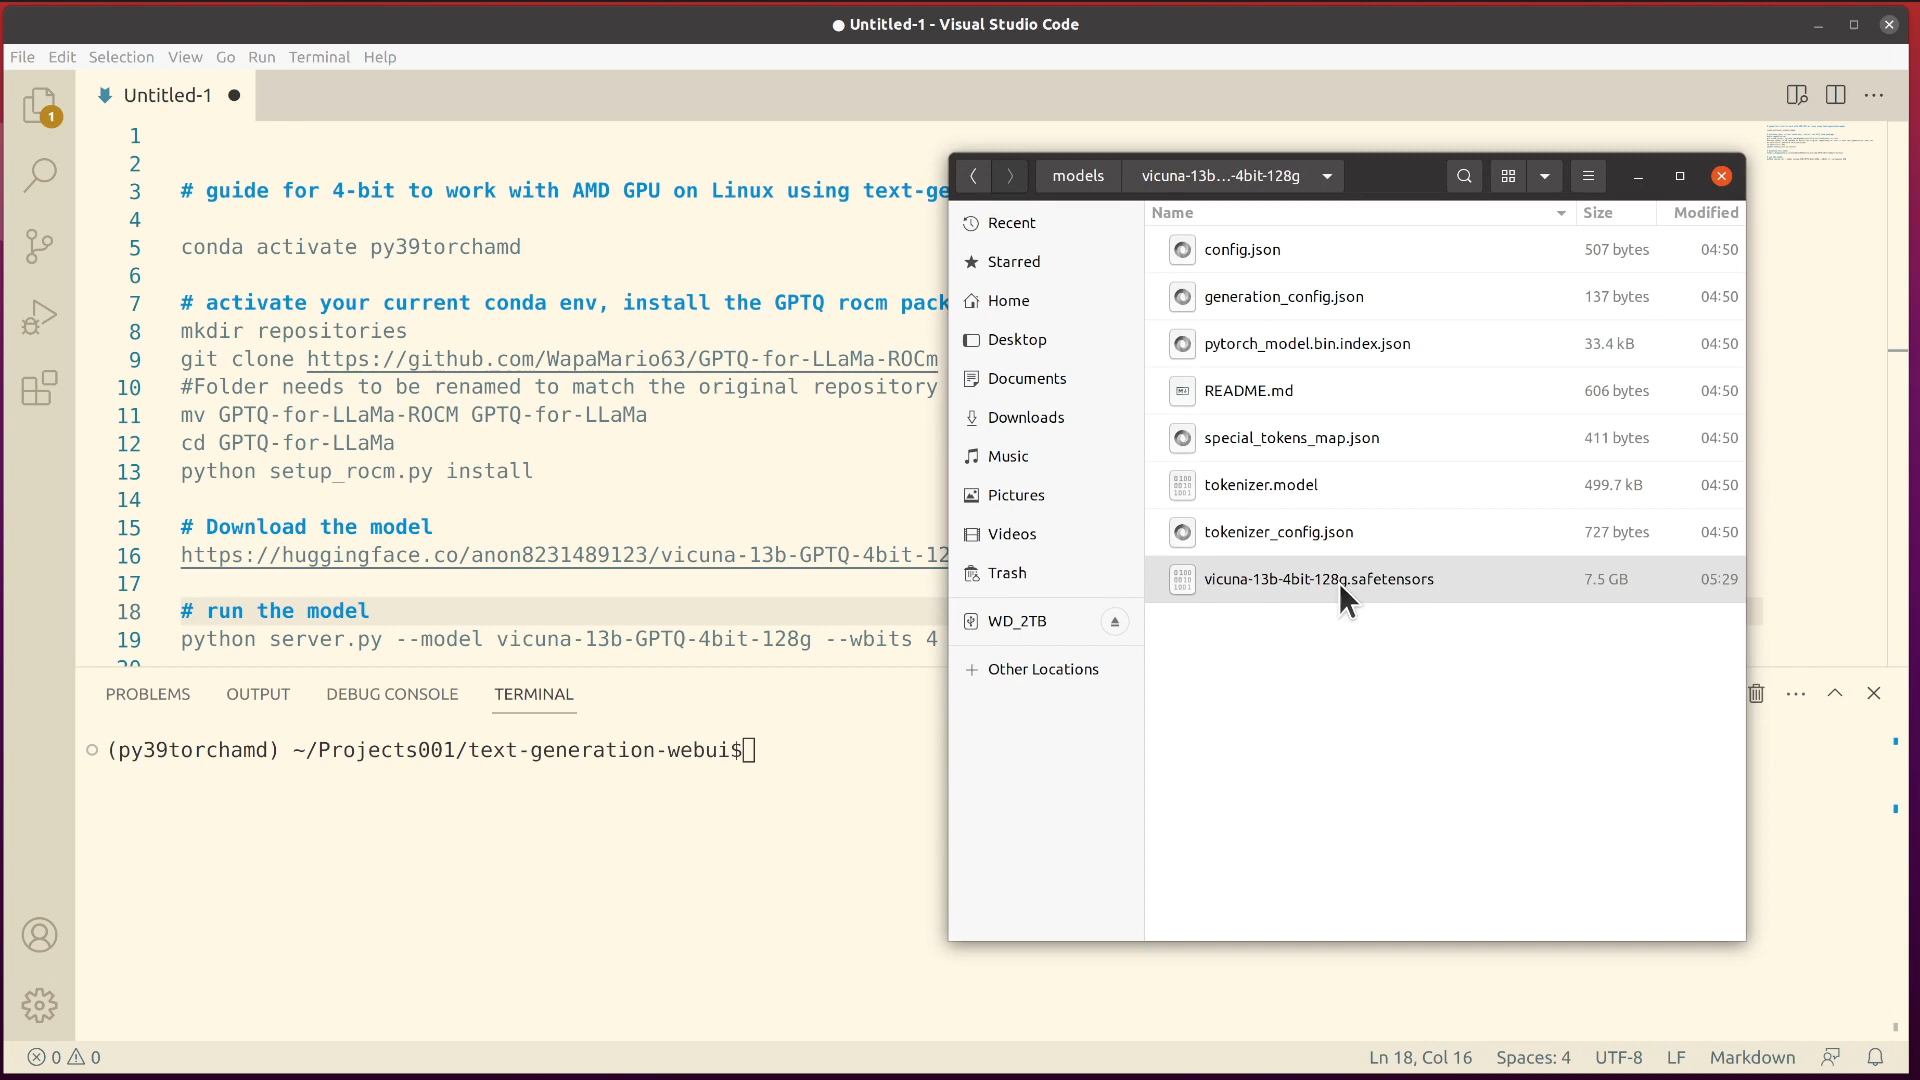 Untitled-1 - Visual Studio Code
File Edit Selection View Go Run Terminal Help
1
Untitled-1
1
2
3 # guide for 4-bit to work with AMD GPU on Linux using text-ge
4
5 conda activate py39torchamd
6
7 # activate your current conda env, install the GPTQ rocm pack
8 mkdir repositories
9 git clone https://github.com/WapaMario63/GPTQ-for-LLaMa-ROCm
10 #Folder needs to be renamed to match the original repository
11 mv GPTQ-for-LLaMa-ROCM GPTQ-for-LLaMa
12 cd GPTQ-for-LLaMa
13 python setup_rocm.py install
14
15 # Download the model
16 https://huggingface.co/anon8231489123/vicuna-13b-GPTQ-4bit-12
17
18 # run the model
19 python server.py --model vicuna-13b-GPTQ-4bit-128g --wbits 4
20
models vicuna-13b...-4bit-128g
Recent
Starred
Home
Desktop
Documents
Downloads
Music
Pictures
Videos
Trash
WD_2TB
Other Locations
Name Size Modified
config.json 507 bytes 04:50
generation_config.json 137 bytes 04:50
pytorch_model.bin.index.json 33.4 kB 04:50
README.md 606 bytes 04:50
special_tokens_map.json 411 bytes 04:50
tokenizer.model 499.7 kB 04:50
tokenizer_config.json 727 bytes 04:50
vicuna-13b-4bit-128g.safetensors 7.5 GB 05:29
PROBLEMS OUTPUT DEBUG CONSOLE TERMINAL
(py39torchamd) ~/Projects001/text-generation-webui$
0 0
Ln 18, Col 16 Spaces: 4 UTF-8 LF Markdown